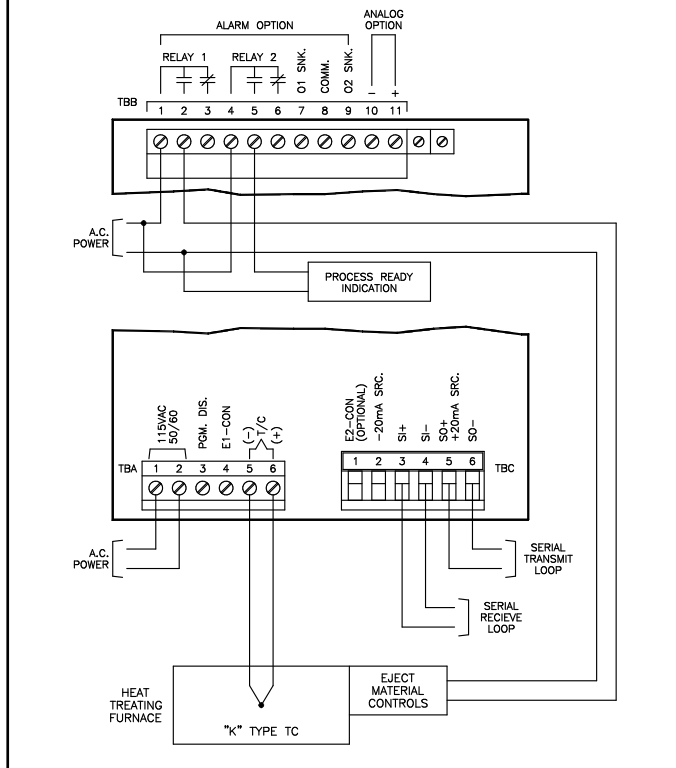 ALARM OPTION
ANALOG
OPTION
RELAY 1
RELAY 2
O1 SNK.
COMM.
O2 SNK.
- +
TBB
1 2 3 4 5 6 7 8 9 10 11
A.C.
POWER
PROCESS READY
INDICATION
115VAC
50/60
PGM. DIS.
E1-CON
(-)
T/C
(+)
E2-CON
(OPTIONAL)
-20mA SRC.
SI+
SI-
SO+
+20mA SRC.
SO-
TBA
1 2 3 4 5 6
1 2 3 4 5 6
TBC
A.C.
POWER
SERIAL
TRANSMIT
LOOP
SERIAL
RECIEVE
LOOP
HEAT
TREATING
FURNACE
"K" TYPE TC
EJECT
MATERIAL
CONTROLS